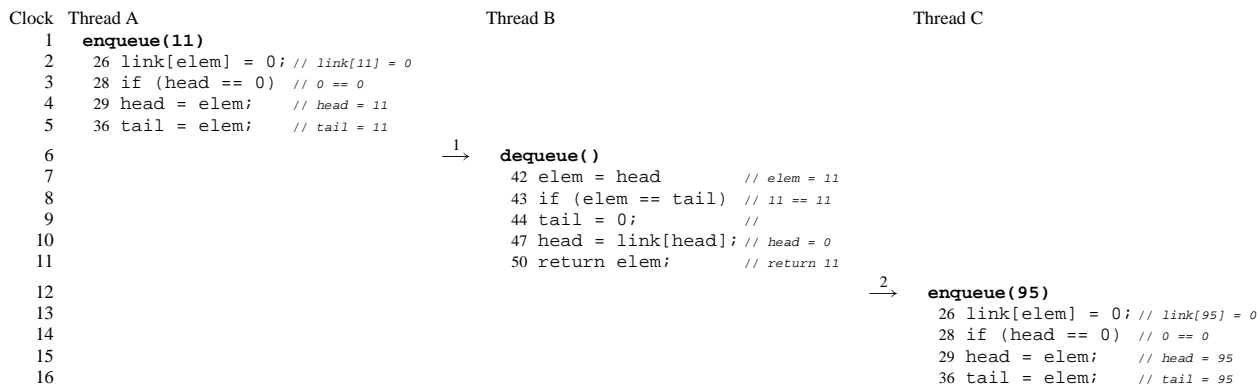 Clock Thread A Thread B Thread C
1 enqueue(11)
2 26 link[elem] = 0; // link[11] = 0
3 28 if (head == 0) // 0 == 0
4 29 head = elem; // head = 11
5 36 tail = elem; // tail = 11
6 1 → dequeue()
7 42 elem = head // elem = 11
8 43 if (elem == tail) // 11 == 11
9 44 tail = 0; //
10 47 head = link[head]; // head = 0
11 50 return elem; // return 11
12 2 → enqueue(95)
13 26 link[elem] = 0; // link[95] = 0
14 28 if (head == 0) // 0 == 0
15 29 head = elem; // head = 95
16 36 tail = elem; // tail = 95